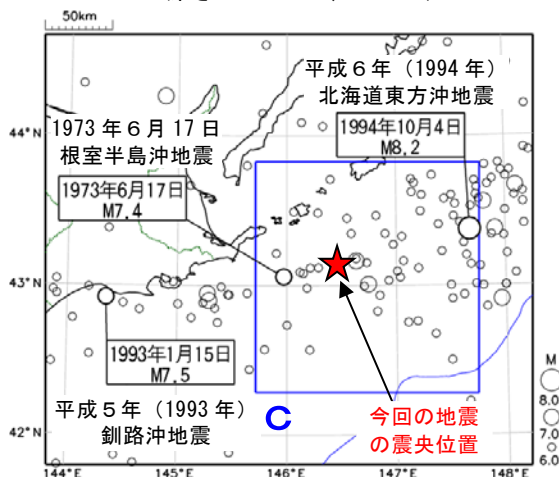 50km
平成６年（1994 年）
北海道東方沖地震
1994年10月4日
M8.2
1973 年６月 17 日
根室半島沖地震
1973年6月17日
M7.4
1993年1月15日
M7.5
平成５年（1993 年）
釧路沖地震
C
今回の地震
の震央位置
44°N
43°N
42°N
144°E
145°E
146°E
147°E
148°E
M
8.0
7.0
6.0